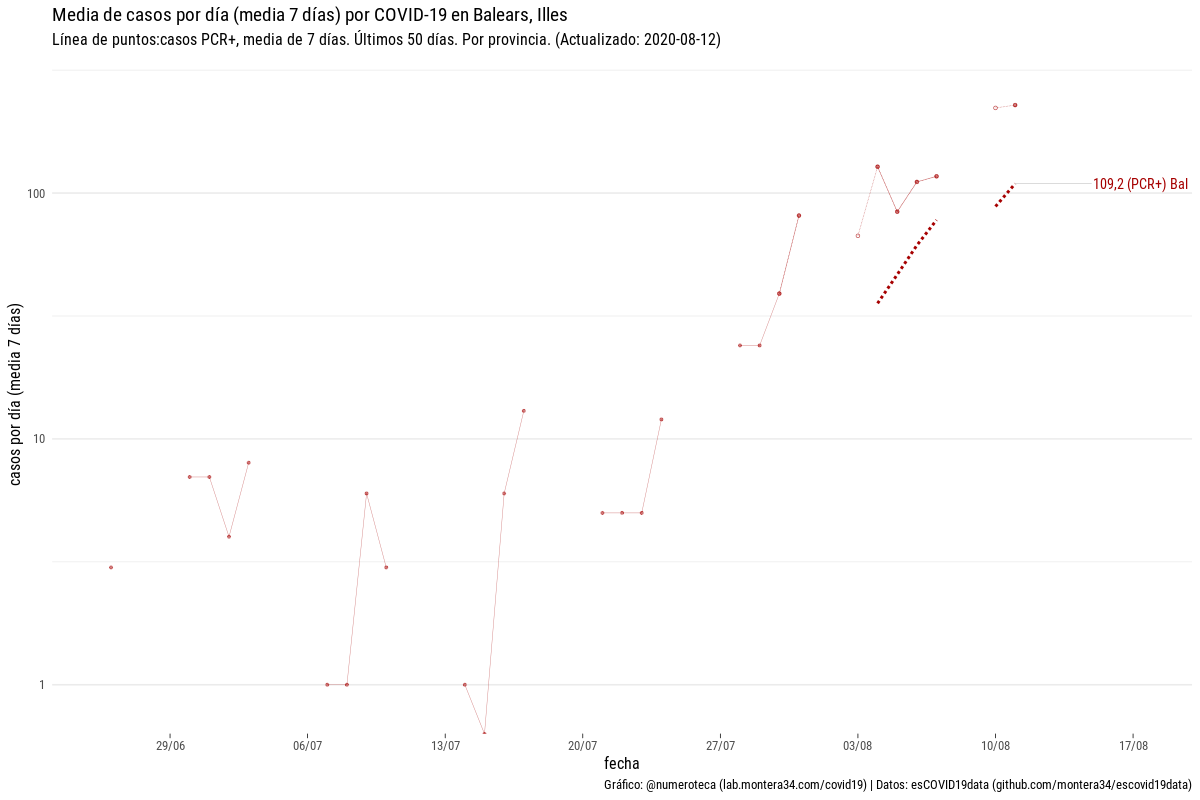 Media de casos por día (media 7 días) por COVID-19 en Balears, Illes
Línea de puntos:casos PCR+, media de 7 días. Últimos 50 días. Por provincia. (Actualizado: 2020-08-12)
casos por día (media 7 días)
100
10
1
109,2 (PCR+) Bal
29/06
06/07
13/07
20/07
27/07
03/08
10/08
17/08
fecha
Gráfico: @numeroteca (lab.montera34.com/covid19) | Datos: esCOVID19data (github.com/montera34/escovid19data)